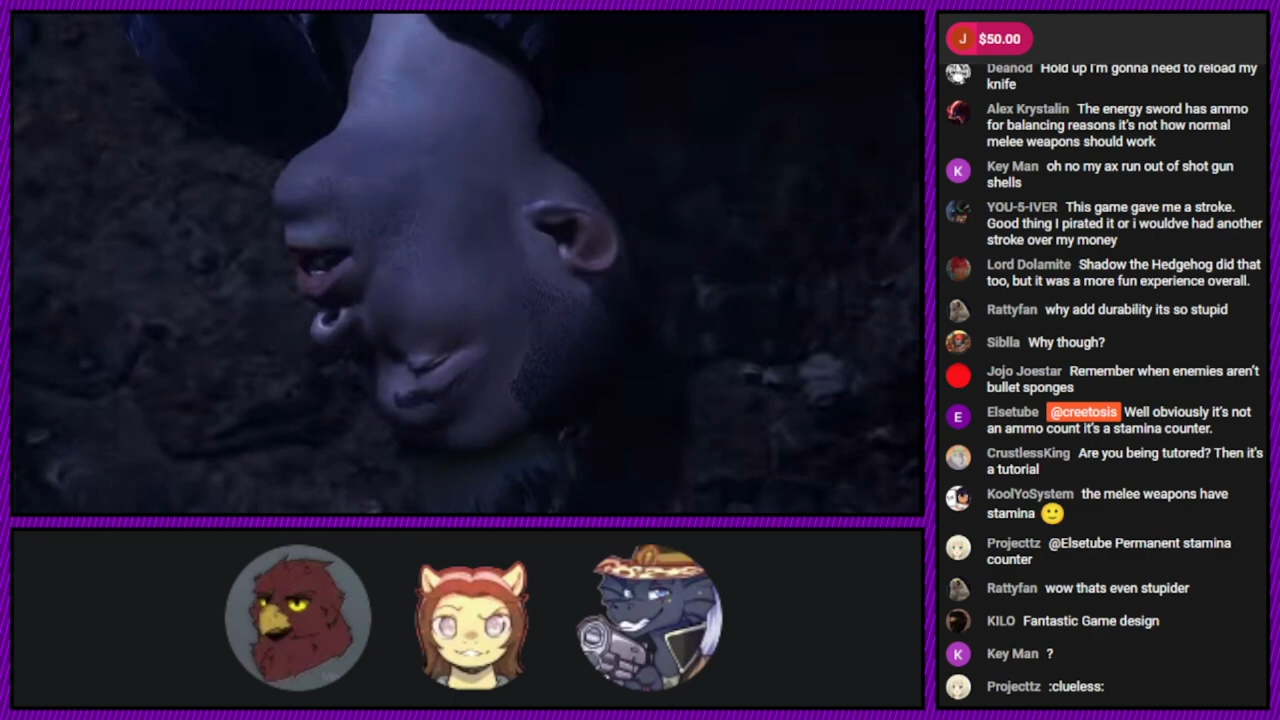 J $50.00
Deanod Hold up I'm gonna need to reload my
knife
Alex Krystalin The energy sword has ammo
for balancing reasons it's not how normal
melee weapons should work
K Key Man oh no my ax run out of shot gun
shells
YOU-5-IVER This game gave me a stroke.
Good thing I pirated it or i wouldve had another
stroke over my money
Lord Dolamite Shadow the Hedgehog did that
too, but it was a more fun experience overall.
Rattyfan why add durability its so stupid
Siblla Why though?
Jojo Joestar Remember when enemies aren't
bullet sponges
E Elsetube @creetosis Well obviously it's not
an ammo count it's a stamina counter.
CrustlessKing Are you being tutored? Then it's
a tutorial
KoolYoSystem the melee weapons have
stamina 🙂
Projecttz @Elsetube Permanent stamina
counter
Rattyfan wow thats even stupider
KILO Fantastic Game design
K Key Man ?
Projecttz :clueless: